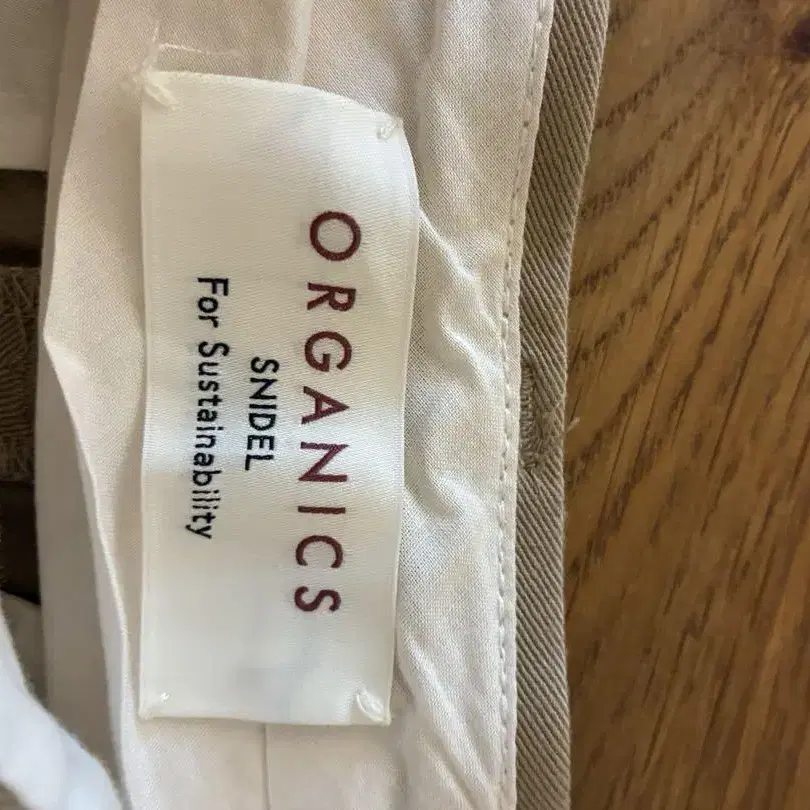 ORGANICS
SNIDEL
For Sustainability